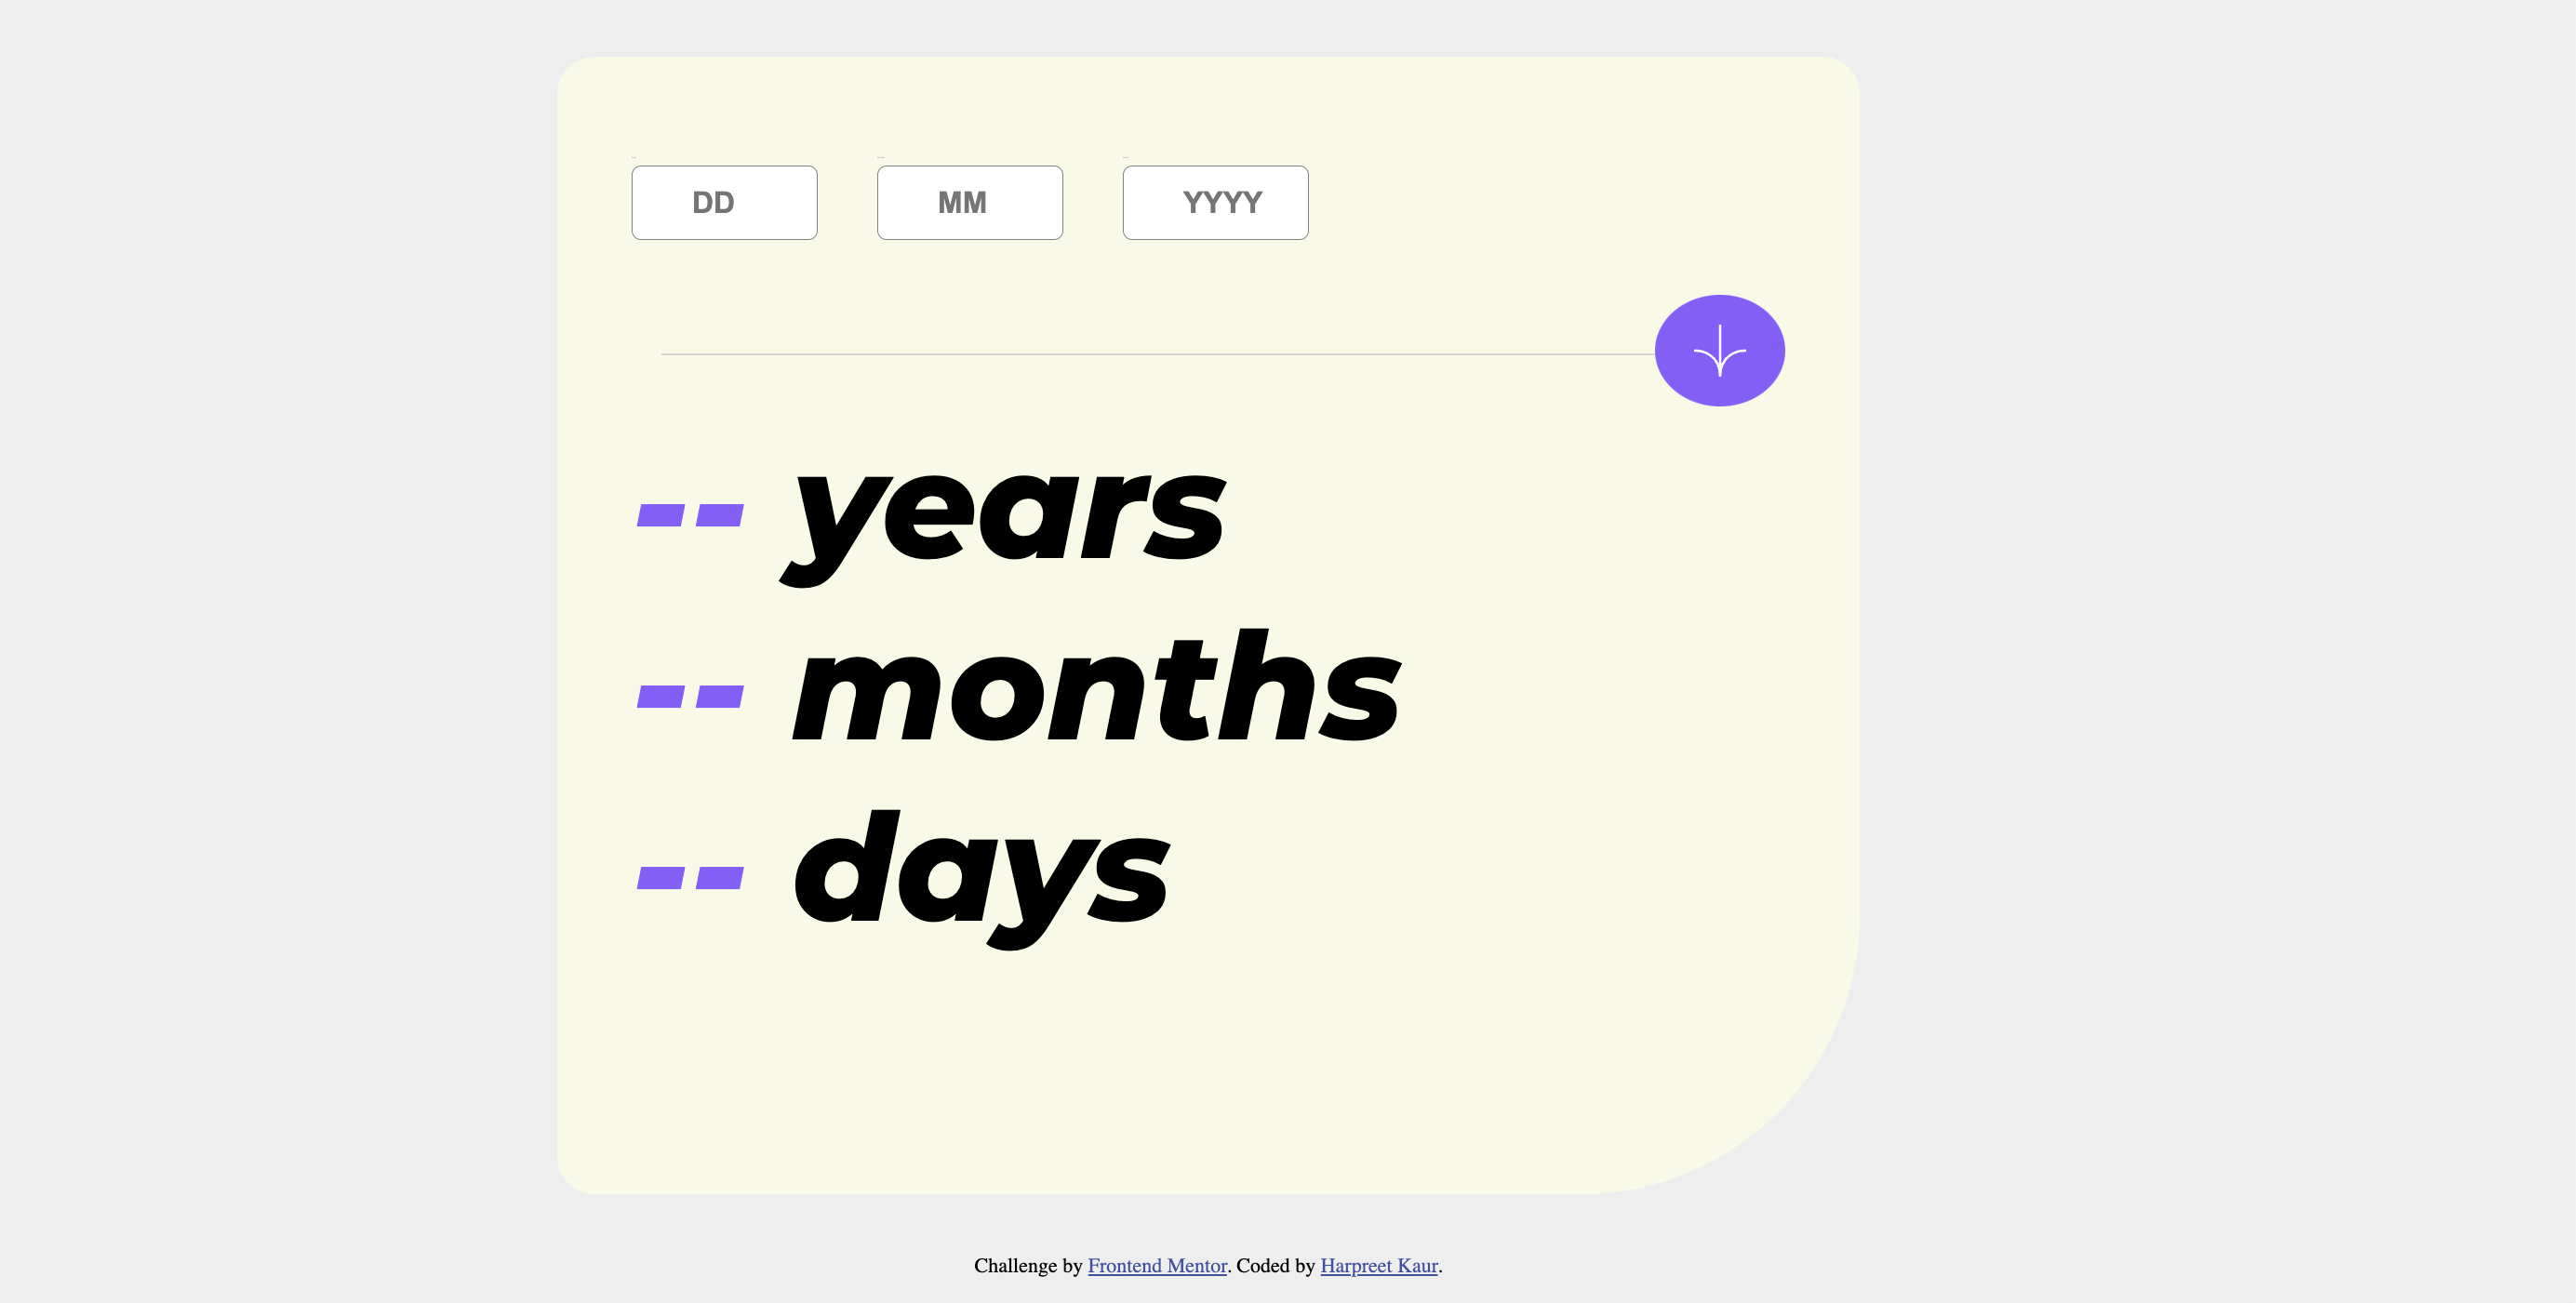 DD MM YYYY
-- years
-- months
-- days
Challenge by Frontend Mentor. Coded by Harpreet Kaur.